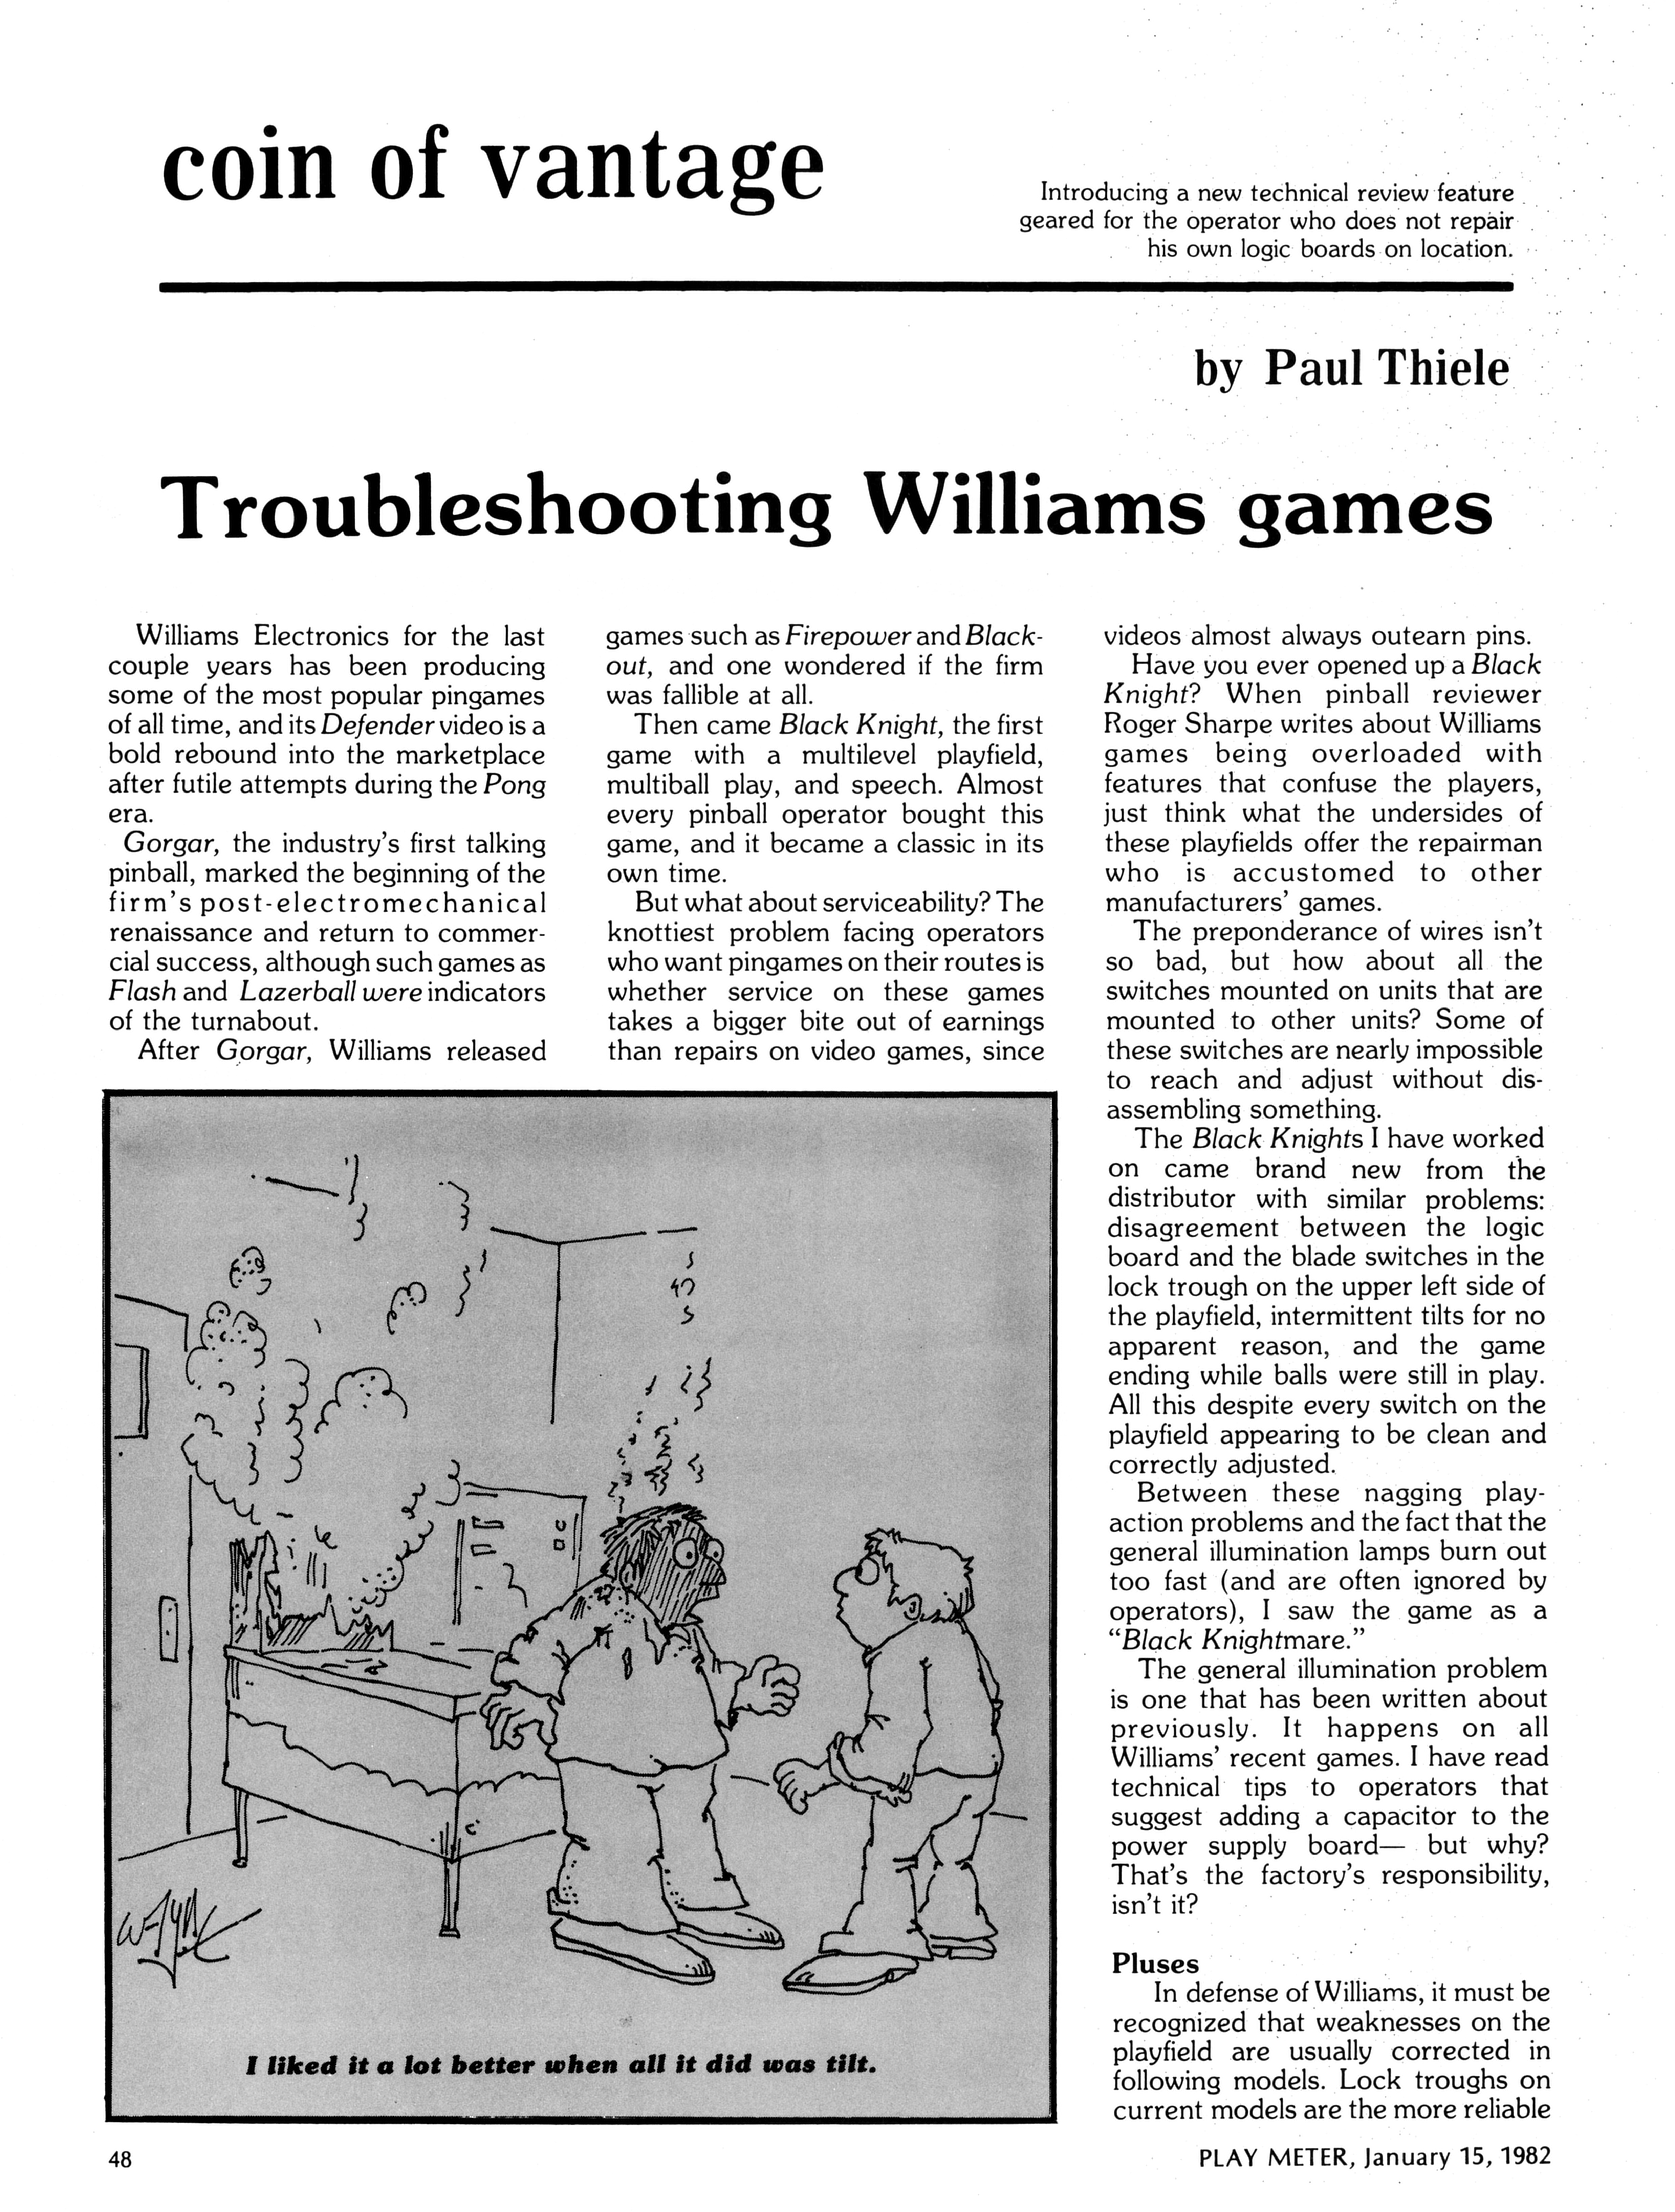 coin of vantage
Introducing a new technical review feature
geared for the operator who does not repair
his own logic boards on location.
by Paul Thiele
Troubleshooting Williams games
Williams Electronics for the last
couple years has been producing
some of the most popular pingames
of all time, and its Defender video is a
bold rebound into the marketplace
after futile attempts during the Pong
era.
Gorgar, the industry's first talking
pinball, marked the beginning of the
firm's post-electromechanical
renaissance and return to commer-
cial success, although such games as
Flash and Lazerball were indicators
of the turnabout.
After Gorgar, Williams released
games such as Firepower and Black-
out, and one wondered if the firm
was fallible at all.
Then came Black Knight, the first
game with a multilevel playfield,
multiball play, and speech. Almost
every pinball operator bought this
game, and it became a classic in its
own time.
But what about serviceability? The
knottiest problem facing operators
who want pingames on their routes is
whether service on these games
takes a bigger bite out of earnings
than repairs on video games, since
videos almost always outearn pins.
Have you ever opened up a Black
Knight? When pinball reviewer
Roger Sharpe writes about Williams
games being overloaded with
features that confuse the players,
just think what the undersides of
these playfields offer the repairman
who is accustomed to other
manufacturers' games.
The preponderance of wires isn't
so bad, but how about all the
switches mounted on units that are
mounted to other units? Some of
these switches are nearly impossible
to reach and adjust without dis-
assembling something.
The Black Knights I have worked
on came brand new from the
distributor with similar problems:
disagreement between the logic
board and the blade switches in the
lock trough on the upper left side of
the playfield, intermittent tilts for no
apparent reason, and the game
ending while balls were still in play.
All this despite every switch on the
playfield appearing to be clean and
correctly adjusted.
Between these nagging play-
action problems and the fact that the
general illumination lamps burn out
too fast (and are often ignored by
operators), I saw the game as a
"Black Knightmare."
The general illumination problem
is one that has been written about
previously. It happens on all
Williams' recent games. I have read
technical tips to operators that
suggest adding a capacitor to the
power supply board— but why?
That's the factory's responsibility,
isn't it?
Pluses
In defense of Williams, it must be
recognized that weaknesses on the
playfield are usually corrected in
following models. Lock troughs on
current models are the more reliable
I liked it a lot better when all it did was tilt.
48
PLAY METER, January 15, 1982